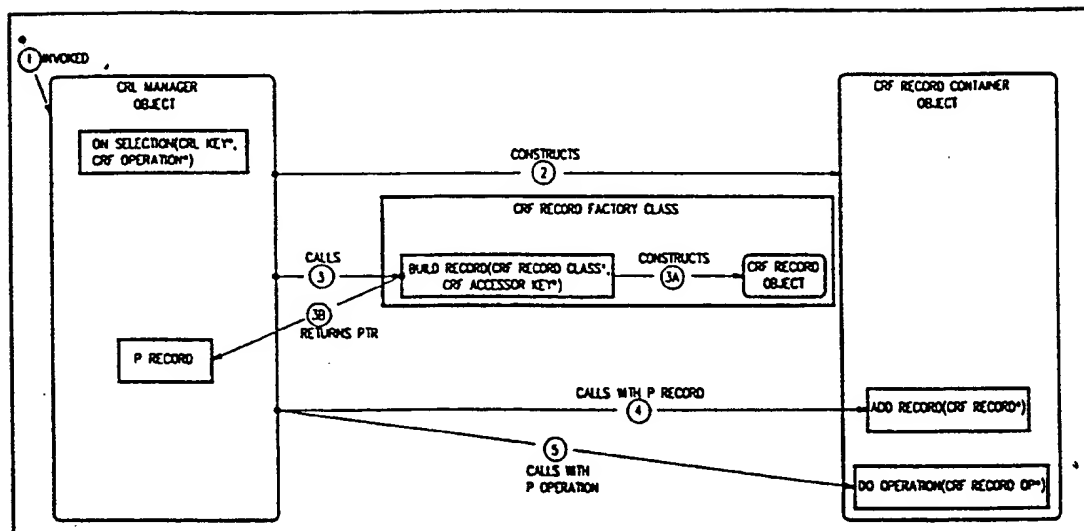 1 INVOKED
CRL MANAGER
OBJECT
ON SELECTION(CRL KEY*,
CRF OPERATION*)
CRF RECORD CONTAINER
OBJECT
CONSTRUCTS
2
CRF RECORD FACTORY CLASS
CALLS
3
BUILD RECORD(CRF RECORD CLASS*,
CRF ACCESSOR KEY*)
CONSTRUCTS
3A
CRF RECORD
OBJECT
3B
RETURNS PTR
P RECORD
CALLS WITH P RECORD
4
ADD RECORD(CRF RECORD*)
5
CALLS WITH
P OPERATION
DO OPERATION(CRF RECORD OP*)